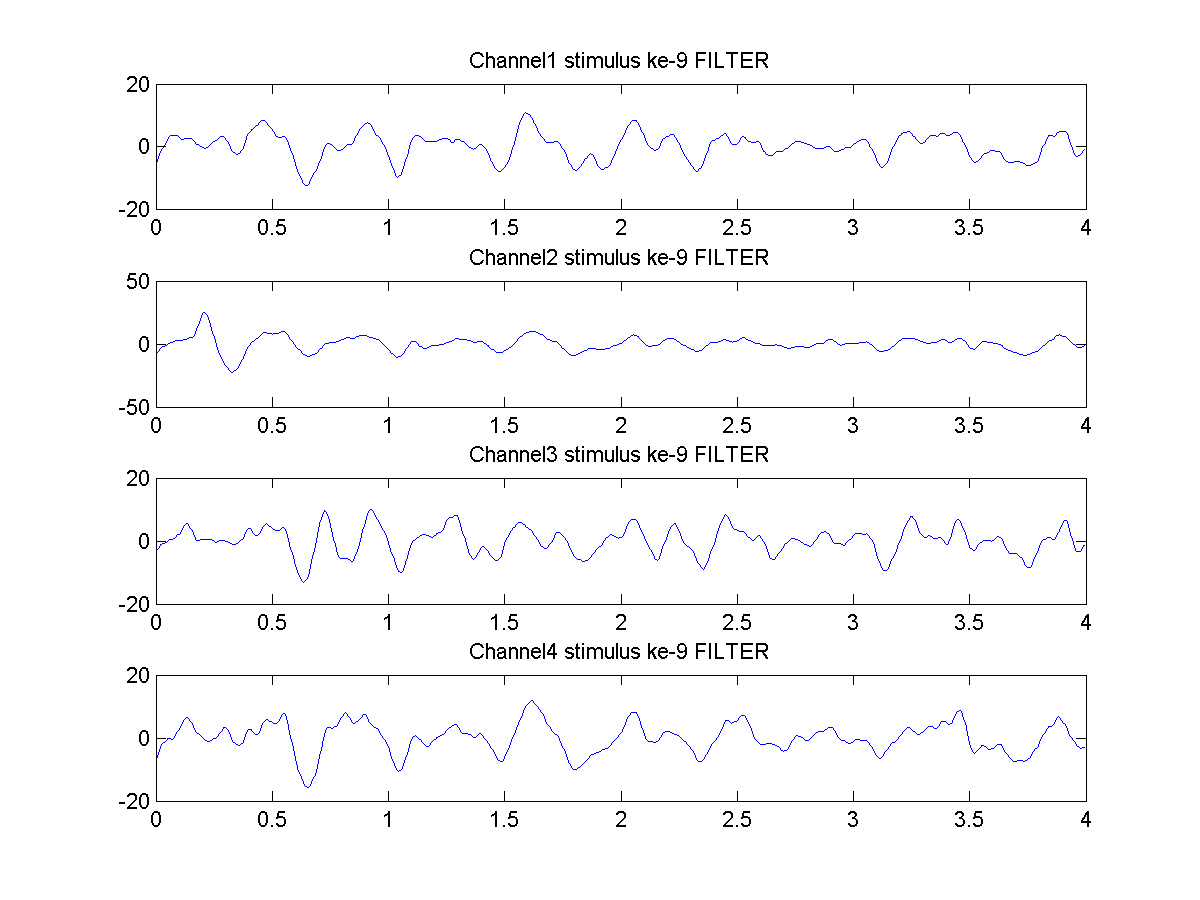 Channel1 stimulus ke-9 FILTER
20
0
-20
0 0.5 1 1.5 2 2.5 3 3.5 4
Channel2 stimulus ke-9 FILTER
50
0
-50
0 0.5 1 1.5 2 2.5 3 3.5 4
Channel3 stimulus ke-9 FILTER
20
0
-20
0 0.5 1 1.5 2 2.5 3 3.5 4
Channel4 stimulus ke-9 FILTER
20
0
-20
0 0.5 1 1.5 2 2.5 3 3.5 4